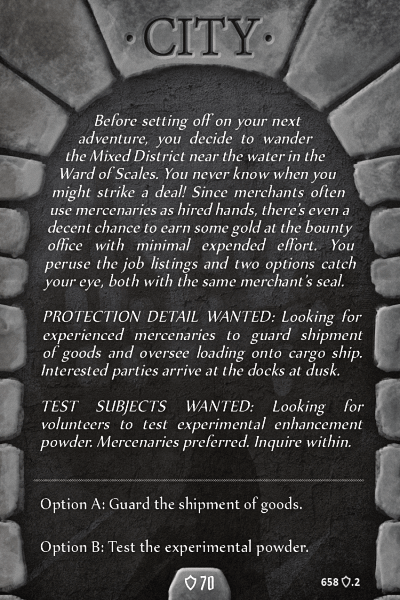 ·CITY·
Before setting off on your next
adventure, you decide to wander
the Mixed District near the water in the
Ward of Scales. You never know when you
might strike a deal! Since merchants often
use mercenaries as hired hands, there's even a
decent chance to earn some gold at the bounty
office with minimal expended effort. You
peruse the job listings and two options catch
your eye, both with the same merchant's seal.
PROTECTION DETAIL WANTED: Looking for
experienced mercenaries to guard shipment
of goods and oversee loading onto cargo ship.
Interested parties arrive at the docks at dusk.
TEST SUBJECTS WANTED: Looking for
volunteers to test experimental enhancement
powder. Mercenaries preferred. Inquire within.
Option A: Guard the shipment of goods.
Option B: Test the experimental powder.
70
658 .2